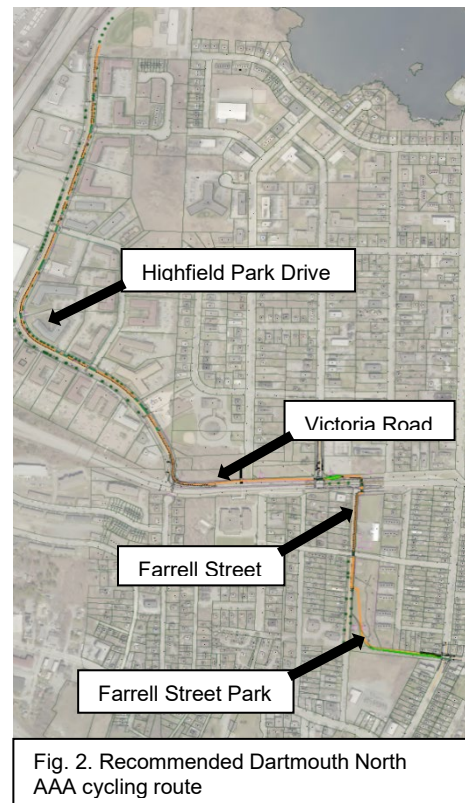 Highfield Park Drive
Victoria Road
Farrell Street
Farrell Street Park
Fig. 2. Recommended Dartmouth North
AAA cycling route